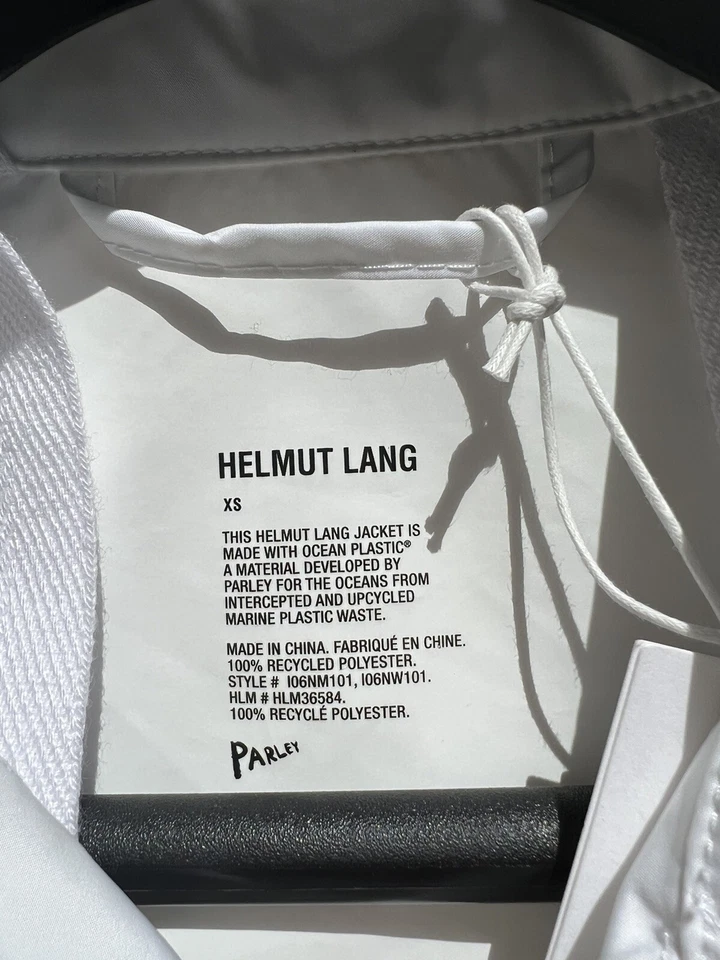 HELMUT LANG
XS
THIS HELMUT LANG JACKET IS
MADE WITH OCEAN PLASTIC®
A MATERIAL DEVELOPED BY
PARLEY FOR THE OCEANS FROM
INTERCEPTED AND UPCYCLED
MARINE PLASTIC WASTE.
MADE IN CHINA. FABRIQUÉ EN CHINE.
100% RECYCLED POLYESTER.
STYLE # I06NM101, I06NW101.
HLM # HLM36584.
100% RECYCLÉ POLYESTER.
PARLEY